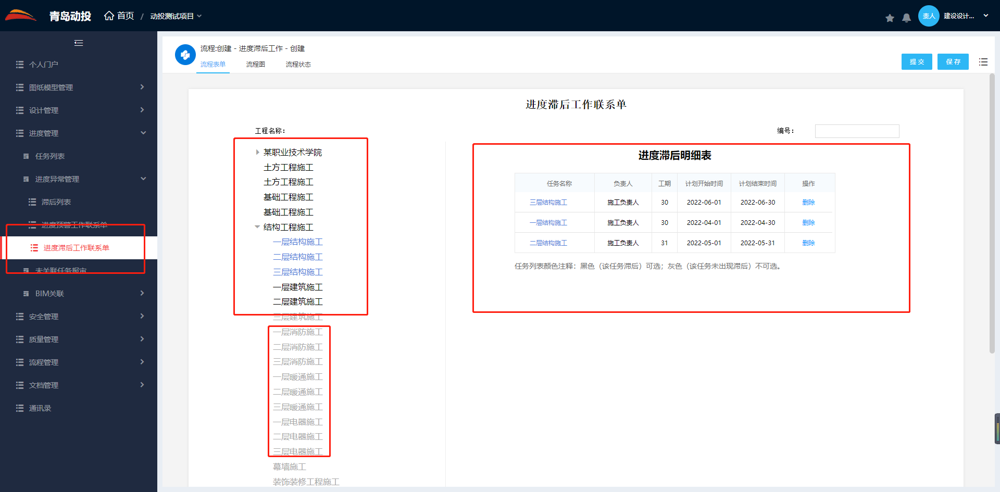 青岛动投
首页 / 动投测试项目
责人 建设设计...
个人门户
图纸模型管理
设计管理
进度管理
任务列表
进度异常管理
滞后列表
进度预警工作联系单
进度滞后工作联系单
未关联任务报审
BIM关联
安全管理
质量管理
流程管理
文档管理
通讯录
流程:创建 - 进度滞后工作 - 创建
流程表单 流程图 流程状态
提交 保存
进度滞后工作联系单
工程名称：
编号：
某职业技术学院
土方工程施工
土方工程施工
基础工程施工
基础工程施工
结构工程施工
一层结构施工
二层结构施工
三层结构施工
一层建筑施工
二层建筑施工
三层建筑施工
一层消防施工
二层消防施工
三层消防施工
一层暖通施工
二层暖通施工
三层暖通施工
一层电器施工
二层电器施工
三层电器施工
幕墙施工
装饰装修工程施工
进度滞后明细表
任务名称 负责人 工期 计划开始时间 计划结束时间 操作
三层结构施工 施工负责人 30 2022-06-01 2022-06-30 删除
一层结构施工 施工负责人 30 2022-04-01 2022-04-30 删除
二层结构施工 施工负责人 31 2022-05-01 2022-05-31 删除
任务列表颜色注释：黑色（该任务滞后）可选；灰色（该任务未出现滞后）不可选。